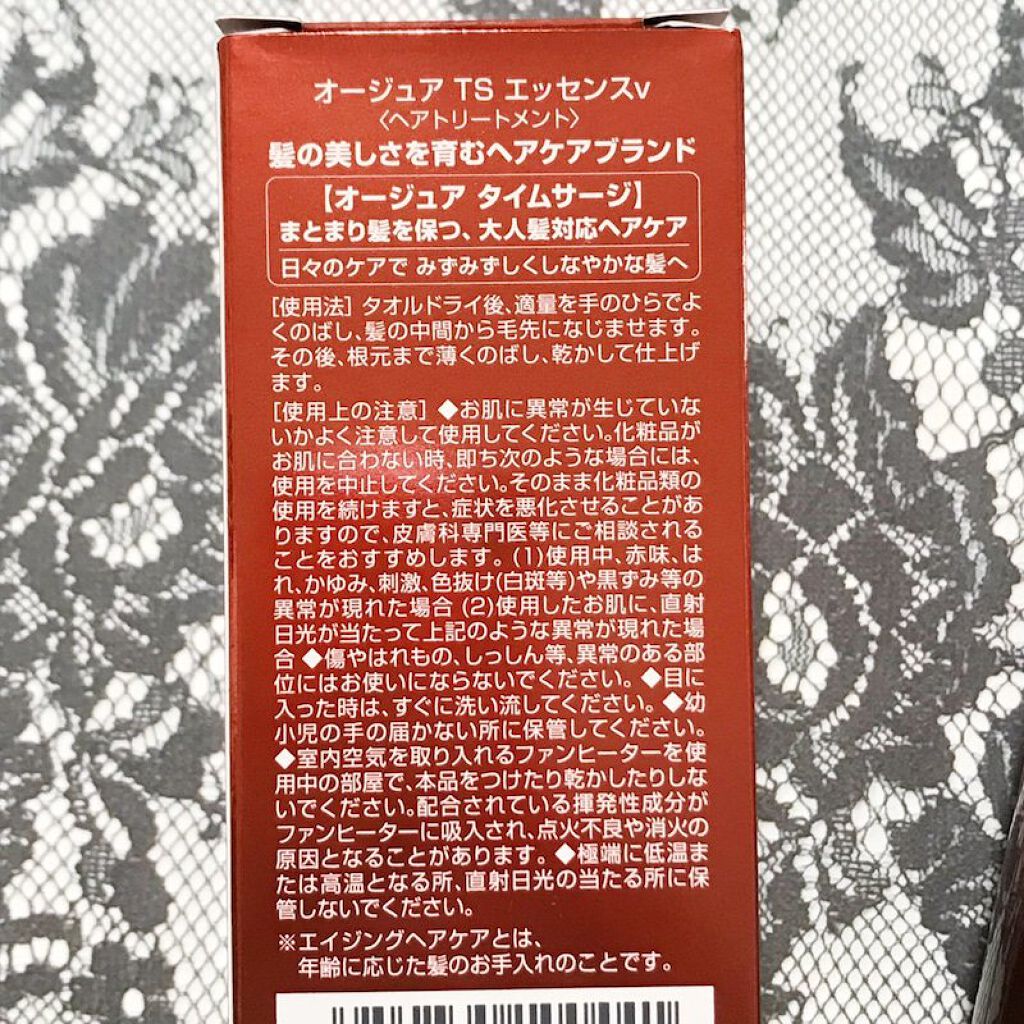 オージュア TS エッセンスv
〈ヘアトリートメント〉
髪の美しさを育むヘアケアブランド
【オージュア タイムサージ】
まとまり髪を保つ、大人髪対応ヘアケア
日々のケアで みずみずしくしなやかな髪へ
［使用法］タオルドライ後、適量を手のひらでよ
くのばし、髪の中間から毛先になじませます。
その後、根元まで薄くのばし、乾かして仕上げ
ます。
［使用上の注意］◆お肌に異常が生じていな
いかよく注意して使用してください。化粧品が
お肌に合わない時、即ち次のような場合には、
使用を中止してください。そのまま化粧品類の
使用を続けますと、症状を悪化させることがあ
りますので、皮膚科専門医等にご相談される
ことをおすすめします。(1)使用中、赤味、は
れ、かゆみ、刺激、色抜け(白斑等)や黒ずみ等の
異常が現れた場合 (2)使用したお肌に、直射
日光が当たって上記のような異常が現れた場
合 ◆傷やはれもの、しっしん等、異常のある部
位にはお使いにならないでください。◆目に
入った時は、すぐに洗い流してください。◆幼
小児の手の届かない所に保管してください。
◆室内空気を取り入れるファンヒーターを使
用中の部屋で、本品をつけたり乾かしたりしな
いでください。配合されている揮発性成分が
ファンヒーターに吸入され、点火不良や消火の
原因となることがあります。◆極端に低温ま
たは高温となる所、直射日光の当たる所に保
管しないでください。
※エイジングヘアケアとは、
年齢に応じた髪のお手入れのことです。